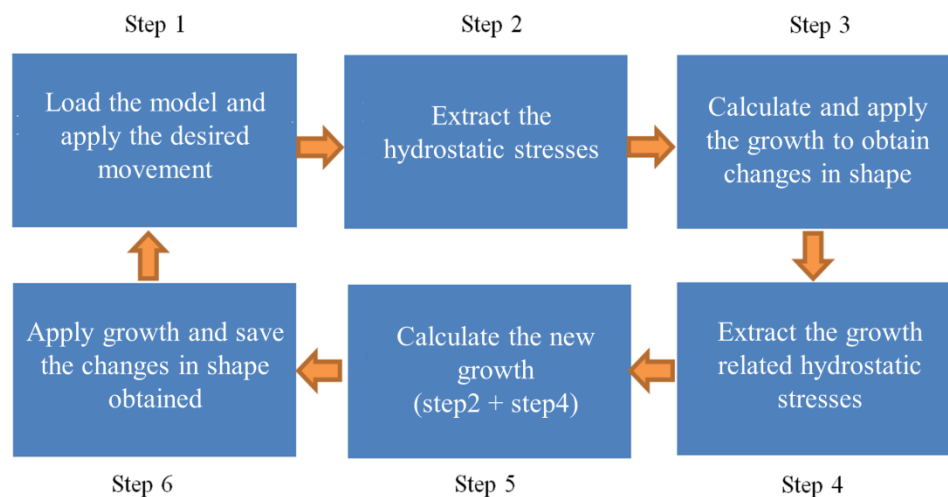 Step 1
Step 2
Step 3
Load the model and
apply the desired
movement
Extract the
hydrostatic stresses
Calculate and apply
the growth to obtain
changes in shape
Apply growth and save
the changes in shape
obtained
Calculate the new
growth
(step2 + step4)
Extract the growth
related hydrostatic
stresses
Step 6
Step 5
Step 4